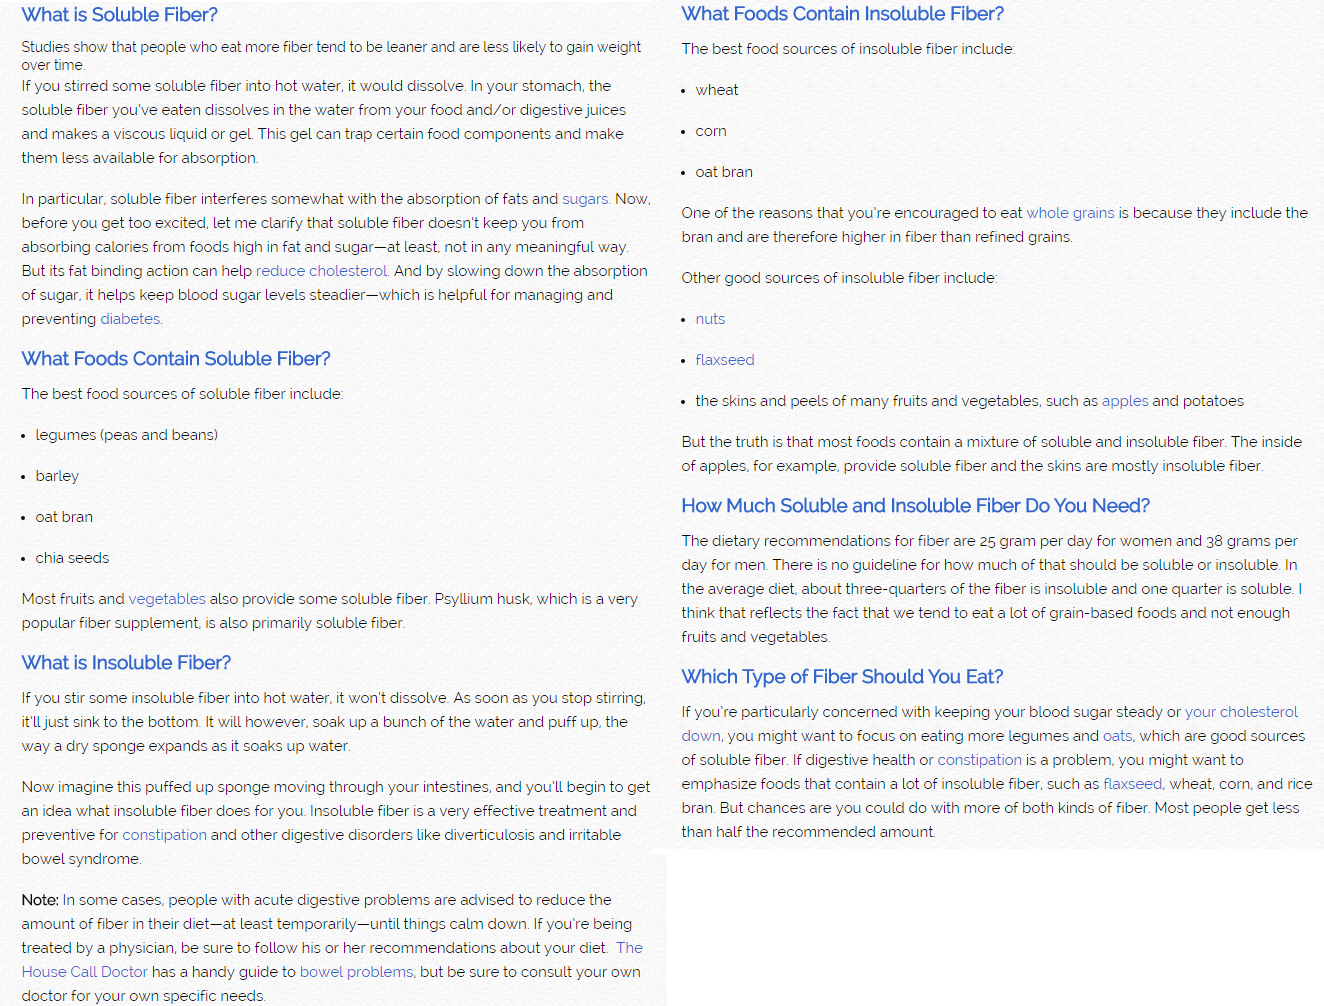 What is Soluble Fiber?
Studies show that people who eat more fiber tend to be leaner and are less likely to gain weight
over time.
If you stirred some soluble fiber into hot water, it would dissolve. In your stomach, the
soluble fiber you've eaten dissolves in the water from your food and/or digestive juices
and makes a viscous liquid or gel. This gel can trap certain food components and make
them less available for absorption.
In particular, soluble fiber interferes somewhat with the absorption of fats and sugars. Now,
before you get too excited, let me clarify that soluble fiber doesn't keep you from
absorbing calories from foods high in fat and sugar—at least, not in any meaningful way.
But its fat binding action can help reduce cholesterol. And by slowing down the absorption
of sugar, it helps keep blood sugar levels steadier—which is helpful for managing and
preventing diabetes.
What Foods Contain Soluble Fiber?
The best food sources of soluble fiber include:
• legumes (peas and beans)
• barley
• oat bran
• chia seeds
Most fruits and vegetables also provide some soluble fiber. Psyllium husk, which is a very
popular fiber supplement, is also primarily soluble fiber.
What is Insoluble Fiber?
If you stir some insoluble fiber into hot water, it won't dissolve. As soon as you stop stirring,
it'll just sink to the bottom. It will however, soak up a bunch of the water and puff up, the
way a dry sponge expands as it soaks up water.
Now imagine this puffed up sponge moving through your intestines, and you'll begin to get
an idea what insoluble fiber does for you. Insoluble fiber is a very effective treatment and
preventive for constipation and other digestive disorders like diverticulosis and irritable
bowel syndrome.
Note: In some cases, people with acute digestive problems are advised to reduce the
amount of fiber in their diet—at least temporarily—until things calm down. If you're being
treated by a physician, be sure to follow his or her recommendations about your diet. The
House Call Doctor has a handy guide to bowel problems, but be sure to consult your own
doctor for your own specific needs.
What Foods Contain Insoluble Fiber?
The best food sources of insoluble fiber include:
• wheat
• corn
• oat bran
One of the reasons that you're encouraged to eat whole grains is because they include the
bran and are therefore higher in fiber than refined grains.
Other good sources of insoluble fiber include:
• nuts
• flaxseed
• the skins and peels of many fruits and vegetables, such as apples and potatoes
But the truth is that most foods contain a mixture of soluble and insoluble fiber. The inside
of apples, for example, provide soluble fiber and the skins are mostly insoluble fiber.
How Much Soluble and Insoluble Fiber Do You Need?
The dietary recommendations for fiber are 25 gram per day for women and 38 grams per
day for men. There is no guideline for how much of that should be soluble or insoluble. In
the average diet, about three-quarters of the fiber is insoluble and one quarter is soluble. I
think that reflects the fact that we tend to eat a lot of grain-based foods and not enough
fruits and vegetables.
Which Type of Fiber Should You Eat?
If you're particularly concerned with keeping your blood sugar steady or your cholesterol
down, you might want to focus on eating more legumes and oats, which are good sources
of soluble fiber. If digestive health or constipation is a problem, you might want to
emphasize foods that contain a lot of insoluble fiber, such as flaxseed, wheat, corn, and rice
bran. But chances are you could do with more of both kinds of fiber. Most people get less
than half the recommended amount.